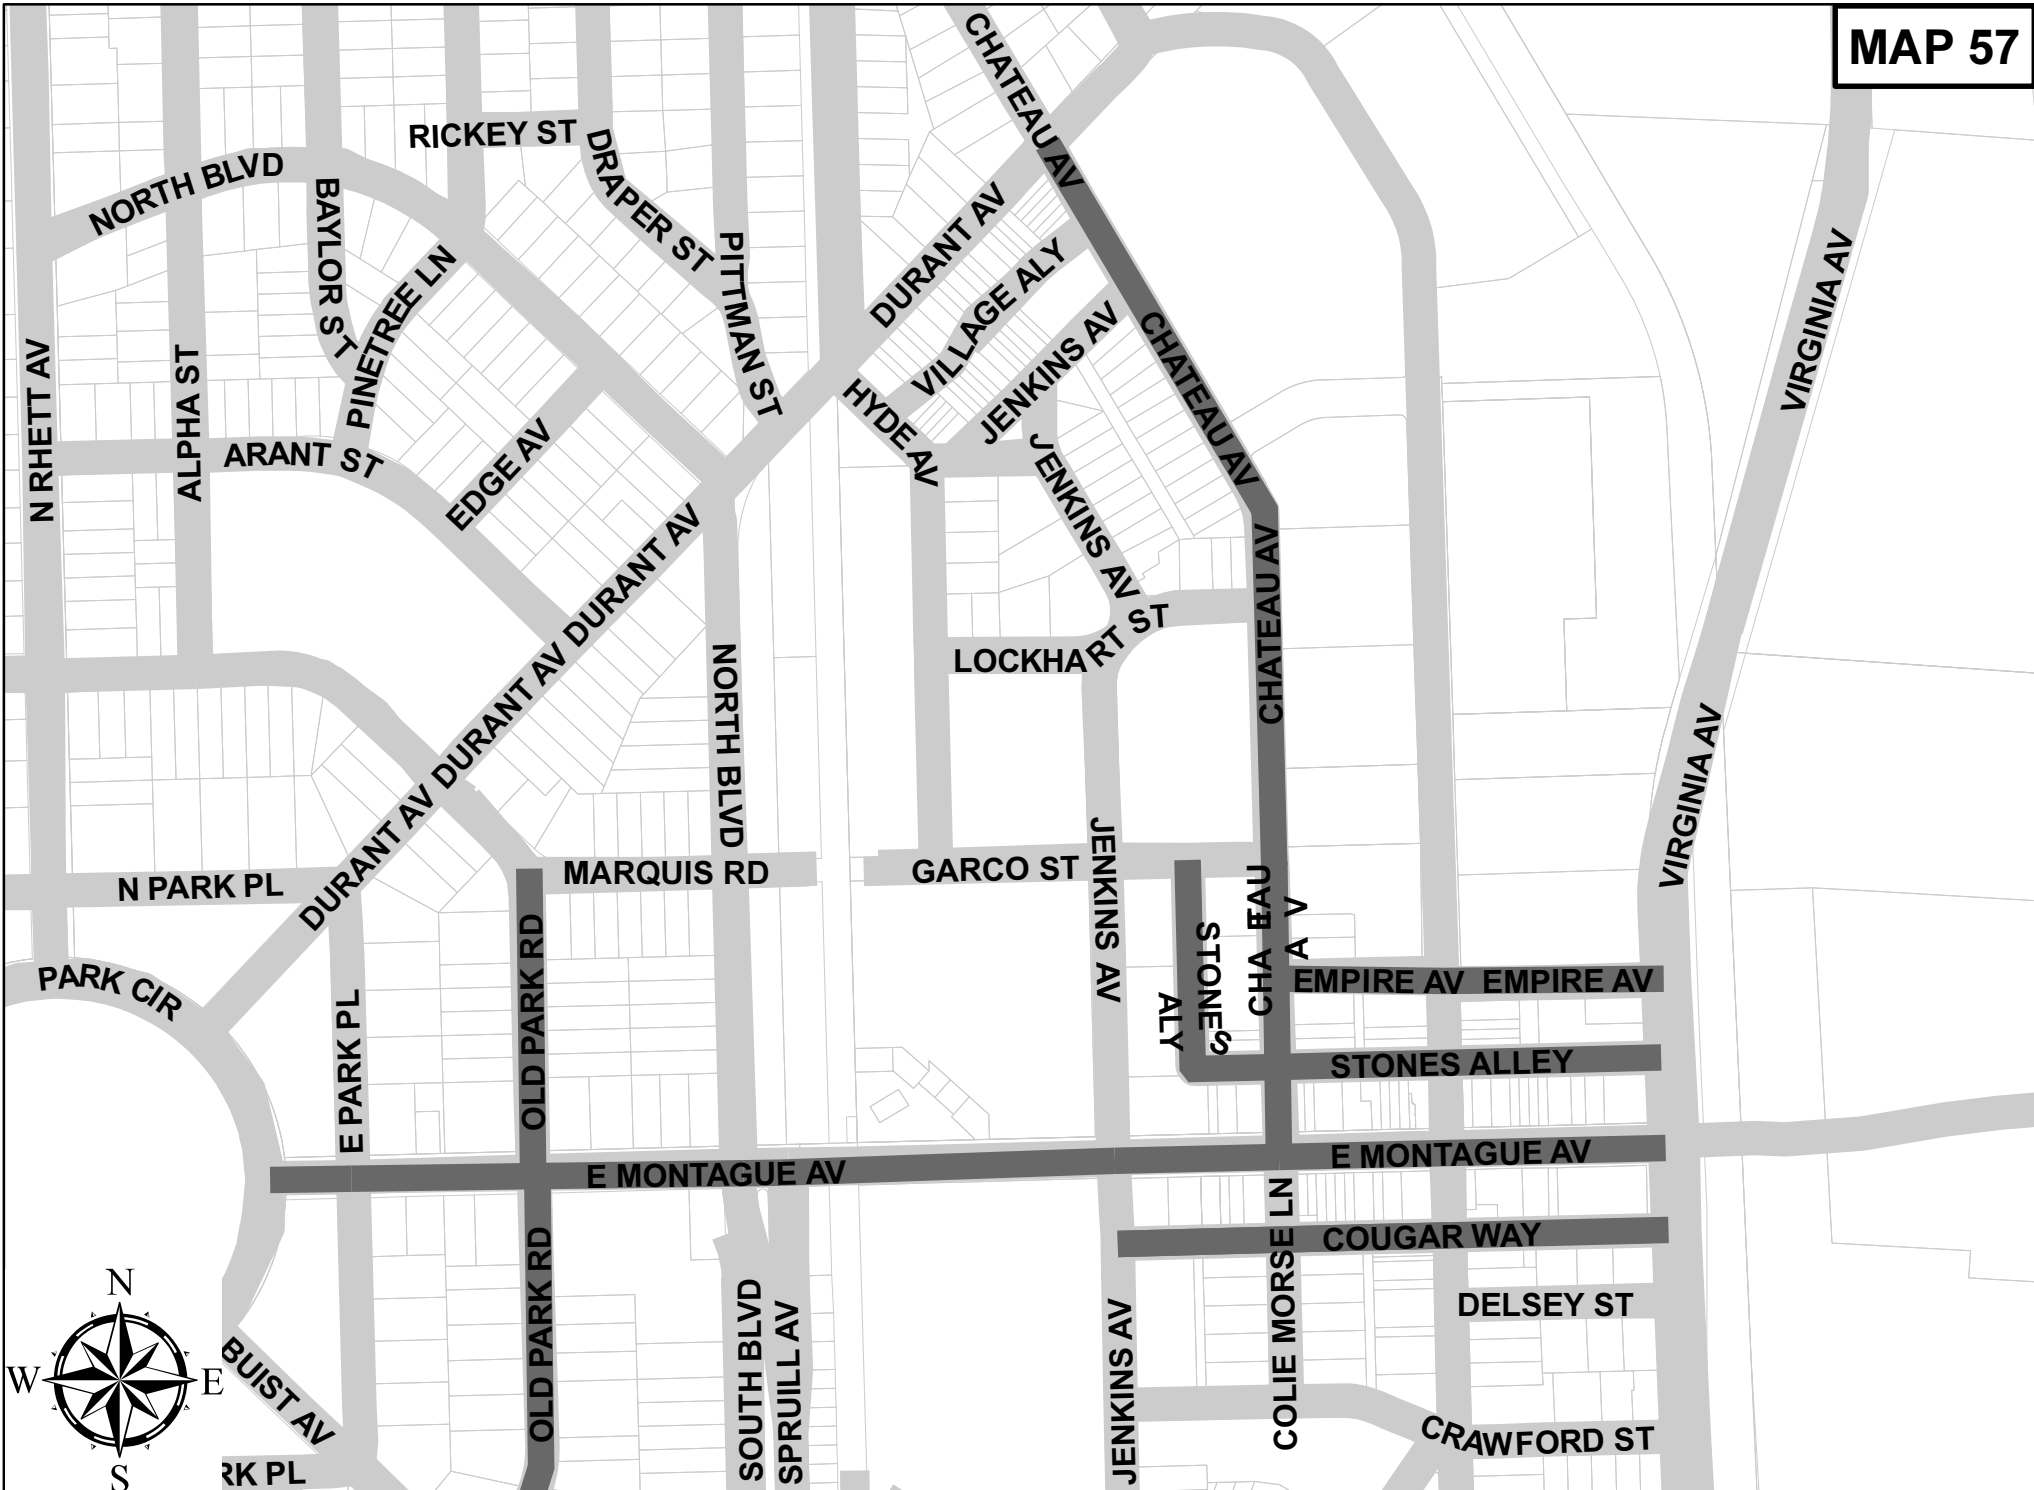 MAP 57
CHATEAU AV
RICKEY ST
DRAPER ST
NORTH BLVD
BAYLOR ST
PINETREE LN
PITTMAN ST
DURANT AV
VILLAGE ALY
JENKINS AV
CHATEAU AV
VIRGINIA AV
N RHETT AV
ALPHA ST
ARANT ST
EDGE AV
HYDE AV
JENKINS AV
DURANT AV
CHATEAU AV
LOCKHART ST
DURANT AV
NORTH BLVD
VIRGINIA AV
DURANT AV
N PARK PL
MARQUIS RD
GARCO ST
JENKINS AV
CHATEAU AV
PARK CIR
E PARK PL
OLD PARK RD
STONES ALY
EMPIRE AV
EMPIRE AV
STONES ALLEY
E MONTAGUE AV
E MONTAGUE AV
COLIE MORSE LN
COUGAR WAY
OLD PARK RD
SOUTH BLVD
SPRUILL AV
JENKINS AV
DELSEY ST
CRAWFORD ST
BUIST AV
RK PL
N
W
E
S